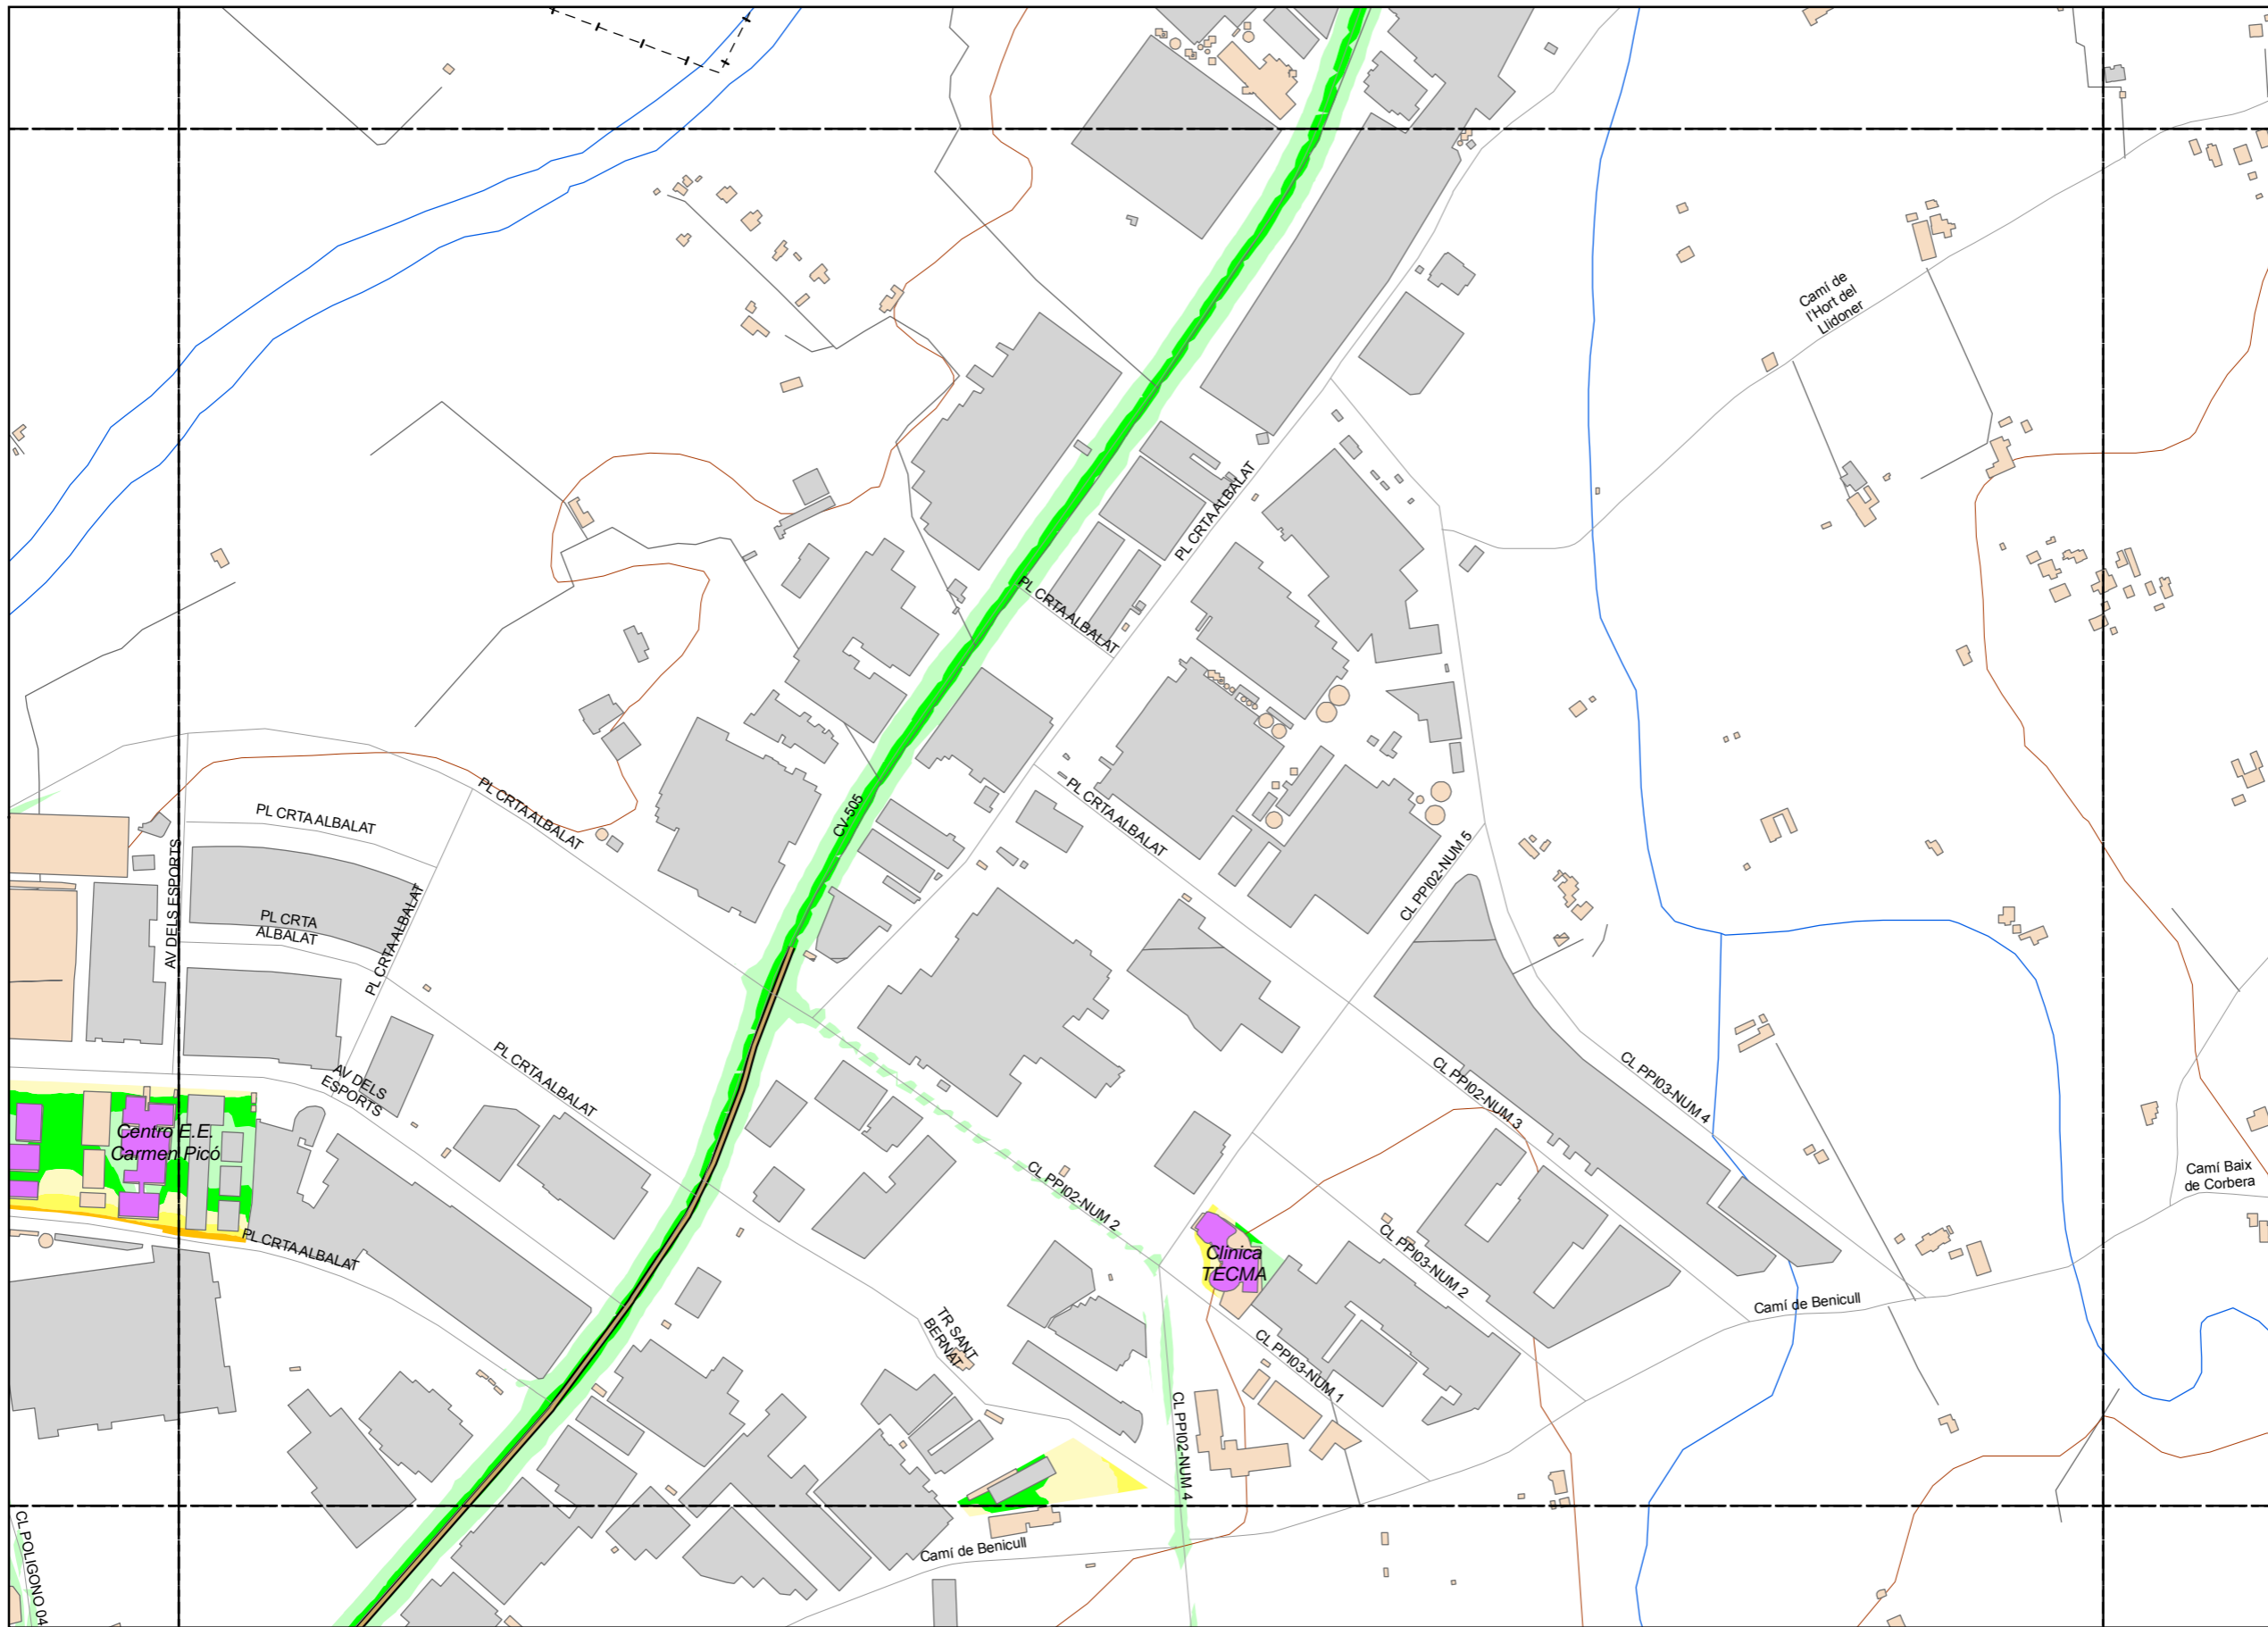 Camí de
l'Hort del
Llidoner
PL CRTA ALBALAT
PL CRTA ALBALAT
PL CRTA ALBALAT
PL CRTA ALBALAT
CV-505
PL CRTA ALBALAT
AV DELS ESPORTS
PL CRTA
ALBALAT
PL CRTA ALBALAT
CL PPI02-NUM 5
PL CRTA ALBALAT
AV DELS
ESPORTS
CL PPI02-NUM 3
CL PPI03-NUM 4
Centro E.E.
Carmen Picó
CL PPI02-NUM 2
Camí Baix
de Corbera
PL CRTA ALBALAT
Clinica
TECMA
CL PPI03-NUM 2
Camí de Benicull
TR SANT
BERNAT
CL PPI03-NUM 1
CL PPI02-NUM 4
Camí de Benicull
CL POLIGONO 04